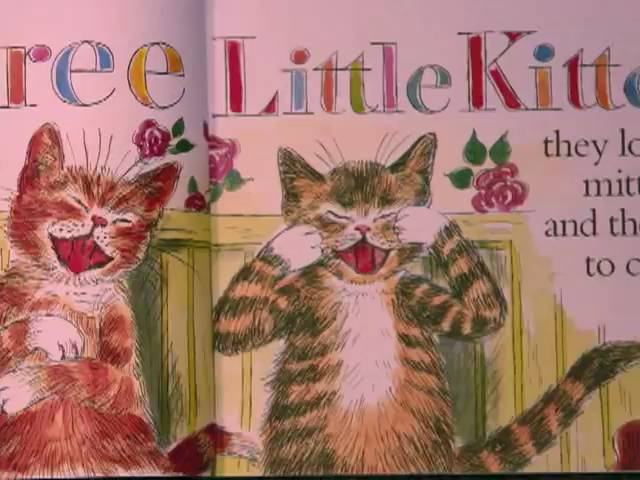 ree Little Kitte
they lo
mitt
and the
to c